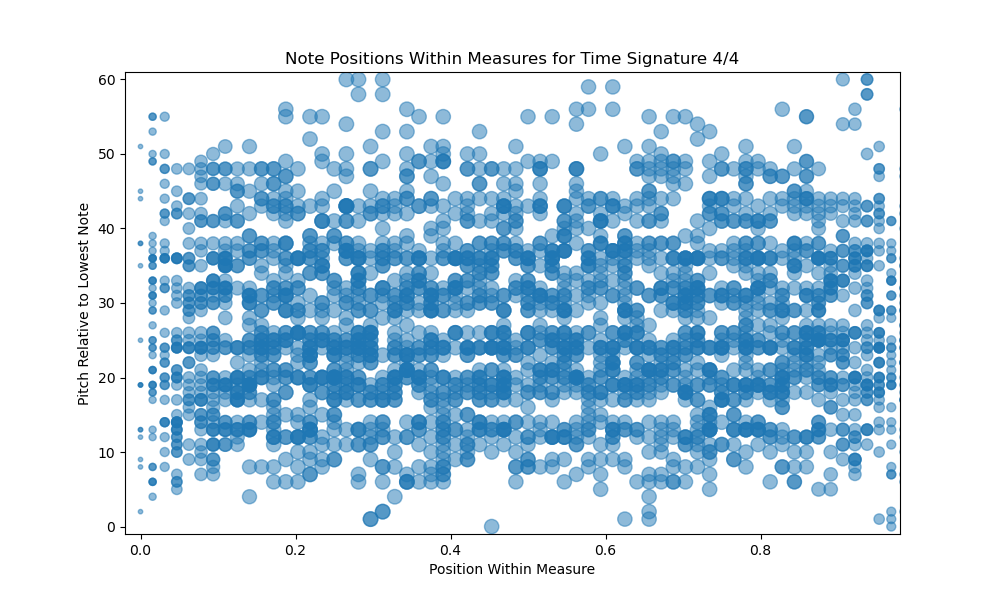 Note Positions Within Measures for Time Signature 4/4
60
50
40
30
20
10
0
Pitch Relative to Lowest Note
0.0 0.2 0.4 0.6 0.8
Position Within Measure